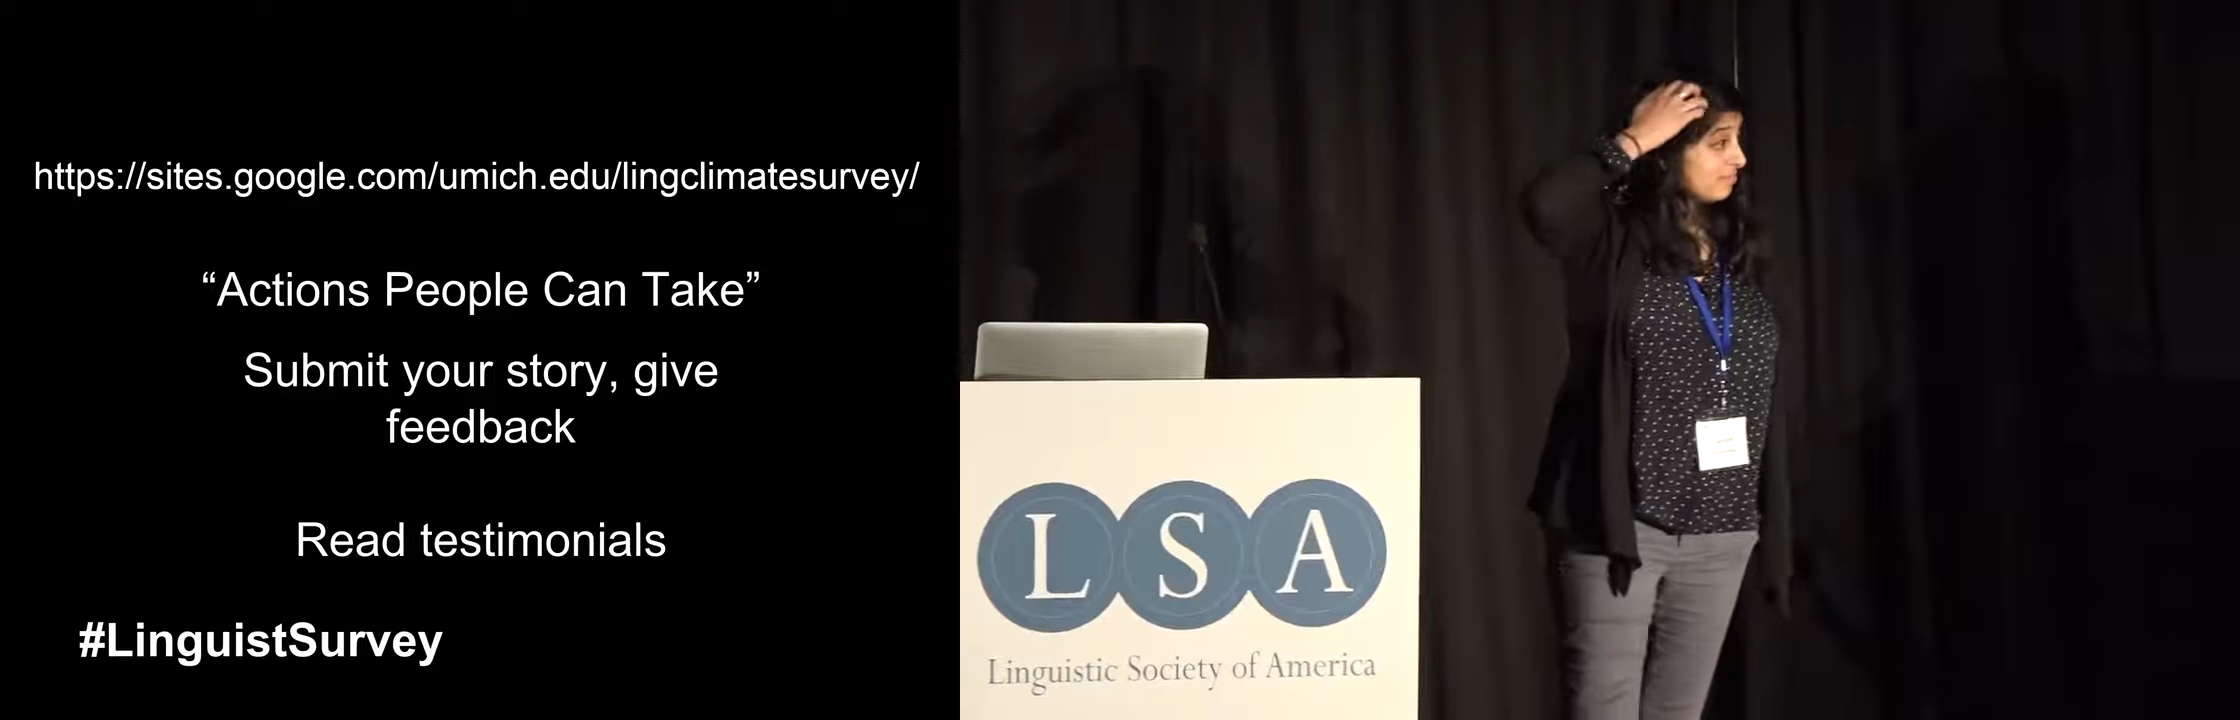 https://sites.google.com/umich.edu/lingclimatesurvey/
“Actions People Can Take”
Submit your story, give
feedback
Read testimonials
#LinguistSurvey
L S A
Linguistic Society of America